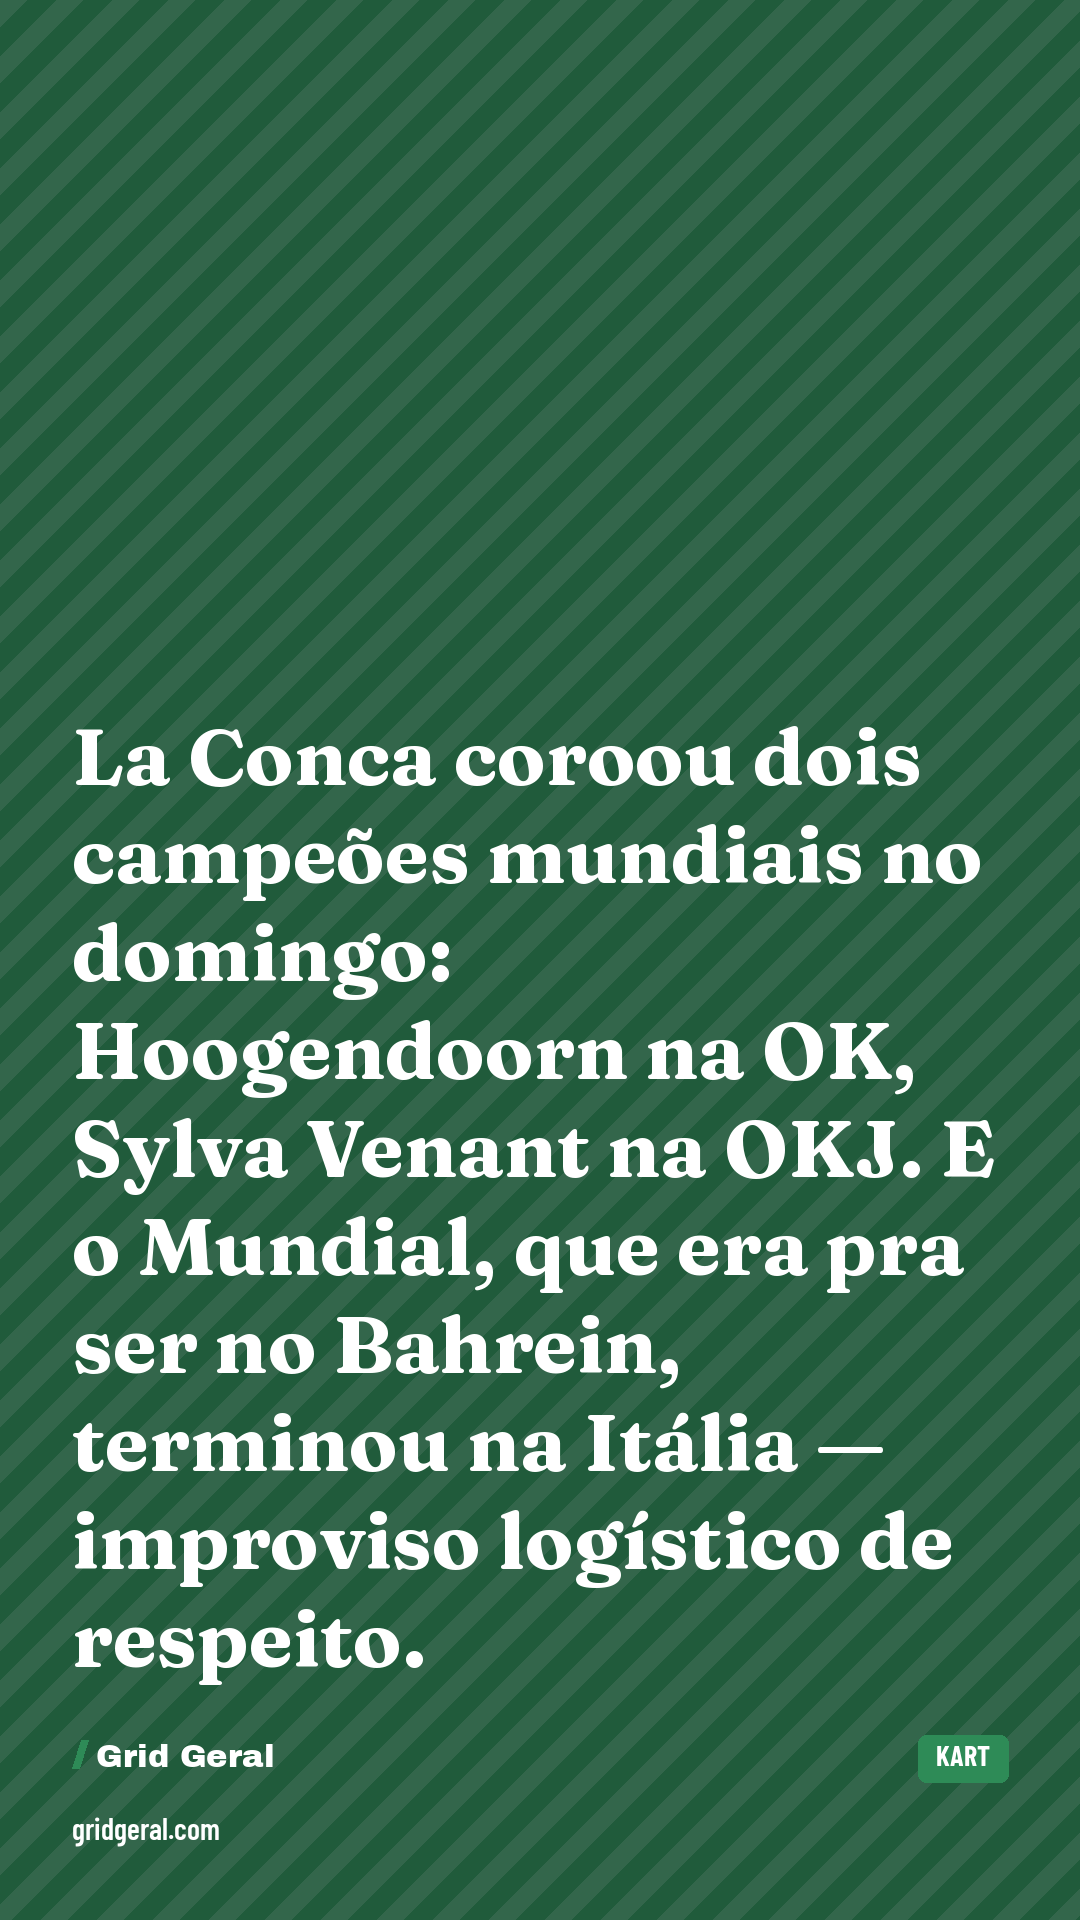 La Conca coroou dois
campeões mundiais no
domingo:
Hoogendoorn na OK,
Sylva Venant na OKJ. E
o Mundial, que era pra
ser no Bahrein,
terminou na Itália —
improviso logístico de
respeito.
/ Grid Geral
KART
gridgeral.com